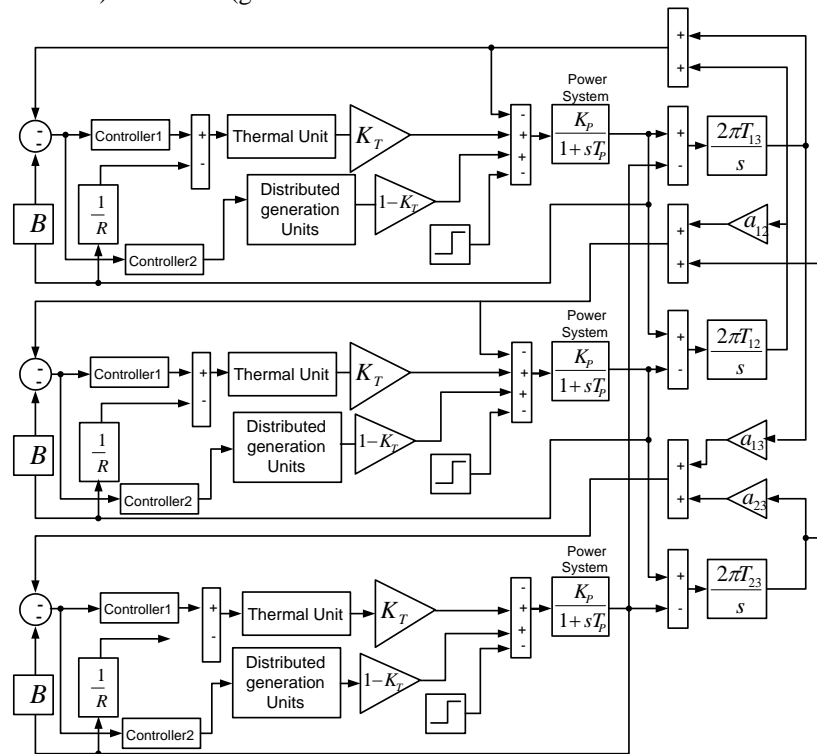 ) (g
+
+
Power
System
-
-
Controller1
+
-
Thermal Unit
K_T
-
+
+
-
K_P
1+sT_P
+
-
2πT_13
s
B
1
R
Distributed
generation
Units
1−K_T
Controller2
+
+
a_12
Power
System
-
-
Controller1
+
-
Thermal Unit
K_T
-
+
+
-
K_P
1+sT_P
+
-
2πT_12
s
B
1
R
Distributed
generation
Units
1−K_T
Controller2
+
+
a_13
a_23
Power
System
-
-
Controller1
+
-
Thermal Unit
K_T
-
+
+
-
K_P
1+sT_P
+
-
2πT_23
s
B
1
R
Distributed
generation
Units
1−K_T
Controller2